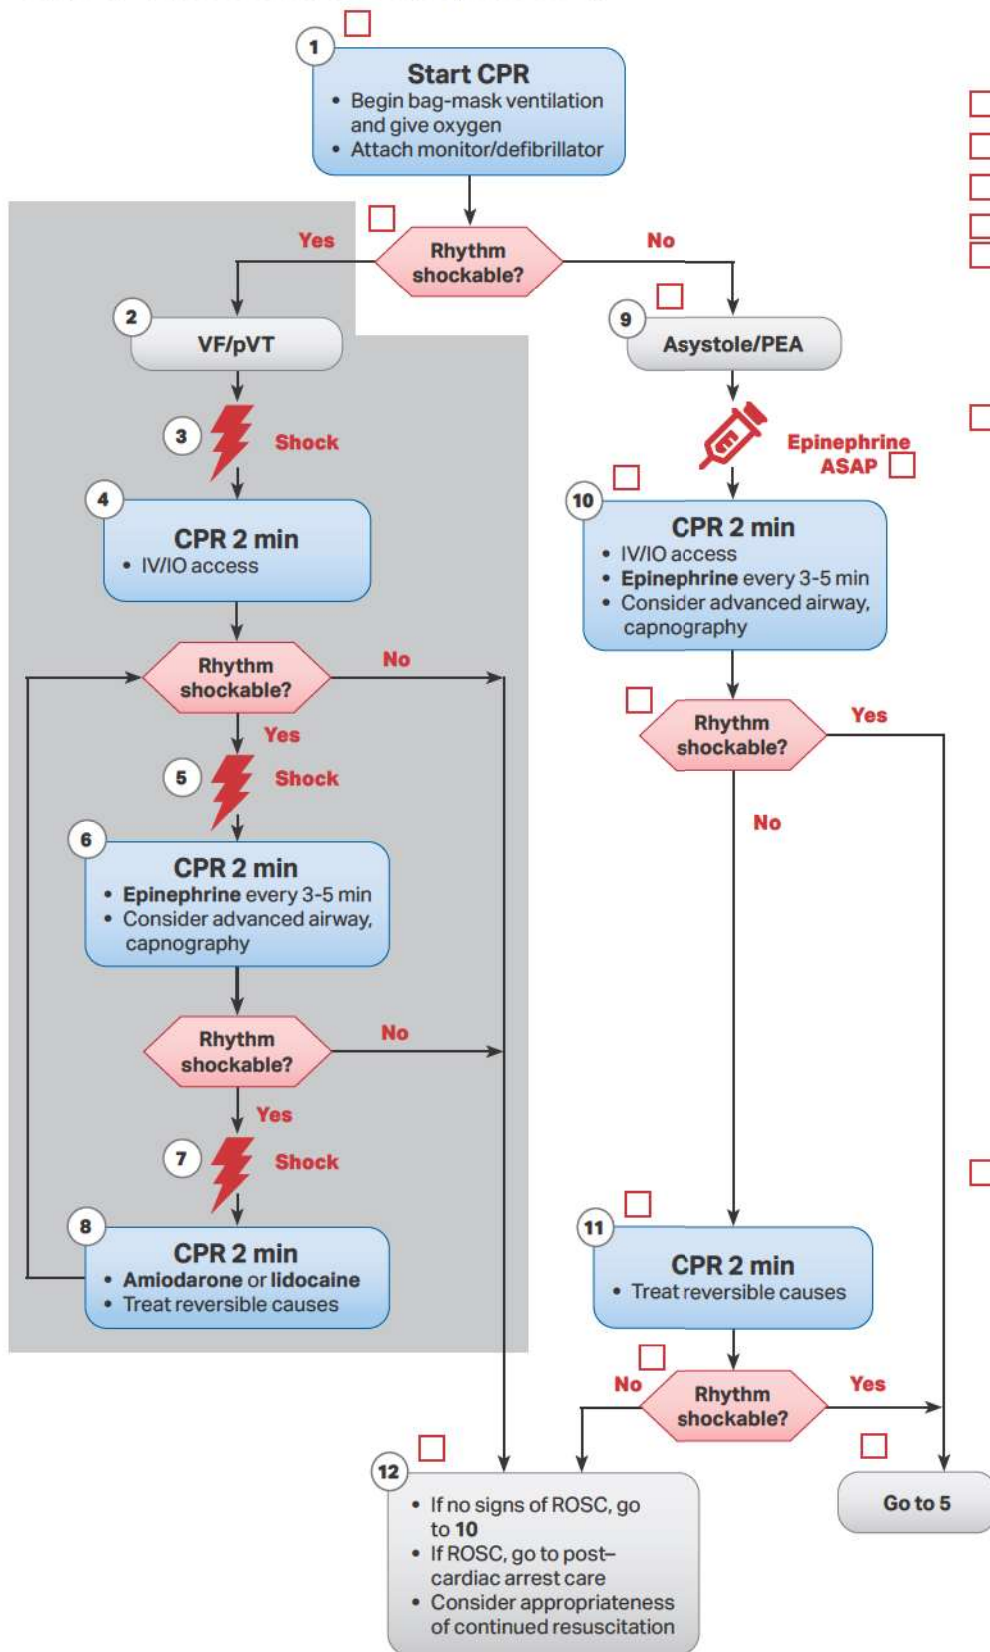 1
Start CPR
• Begin bag-mask ventilation
and give oxygen
• Attach monitor/defibrillator
Rhythm
shockable?
Yes
No
2
VF/pVT
3
Shock
4
CPR 2 min
• IV/IO access
Rhythm
shockable?
No
Yes
5
Shock
6
CPR 2 min
• Epinephrine every 3-5 min
• Consider advanced airway,
capnography
Rhythm
shockable?
No
Yes
7
Shock
8
CPR 2 min
• Amiodarone or lidocaine
• Treat reversible causes
9
Asystole/PEA
Epinephrine
ASAP
10
CPR 2 min
• IV/IO access
• Epinephrine every 3-5 min
• Consider advanced airway,
capnography
Rhythm
shockable?
Yes
No
11
CPR 2 min
• Treat reversible causes
Rhythm
shockable?
No
Yes
12
• If no signs of ROSC, go
to 10
• If ROSC, go to post–
cardiac arrest care
• Consider appropriateness
of continued resuscitation
Go to 5